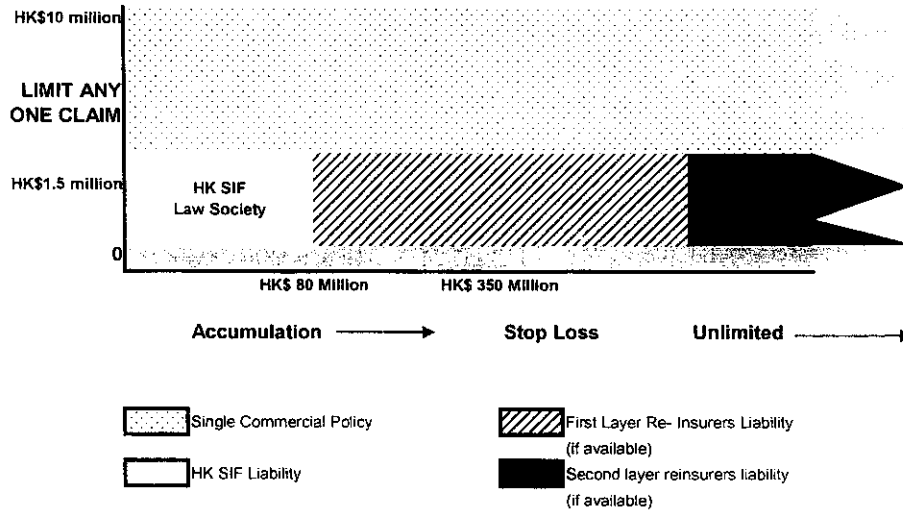 HK$10 million
LIMIT ANY
ONE CLAIM
HK$1.5 million
HK SIF
Law Society
0
HK$ 80 Million HK$ 350 Million
Accumulation Stop Loss Unlimited
Single Commercial Policy
First Layer Re- Insurers Liability
(if available)
HK SIF Liability
Second layer reinsurers liability
(if available)